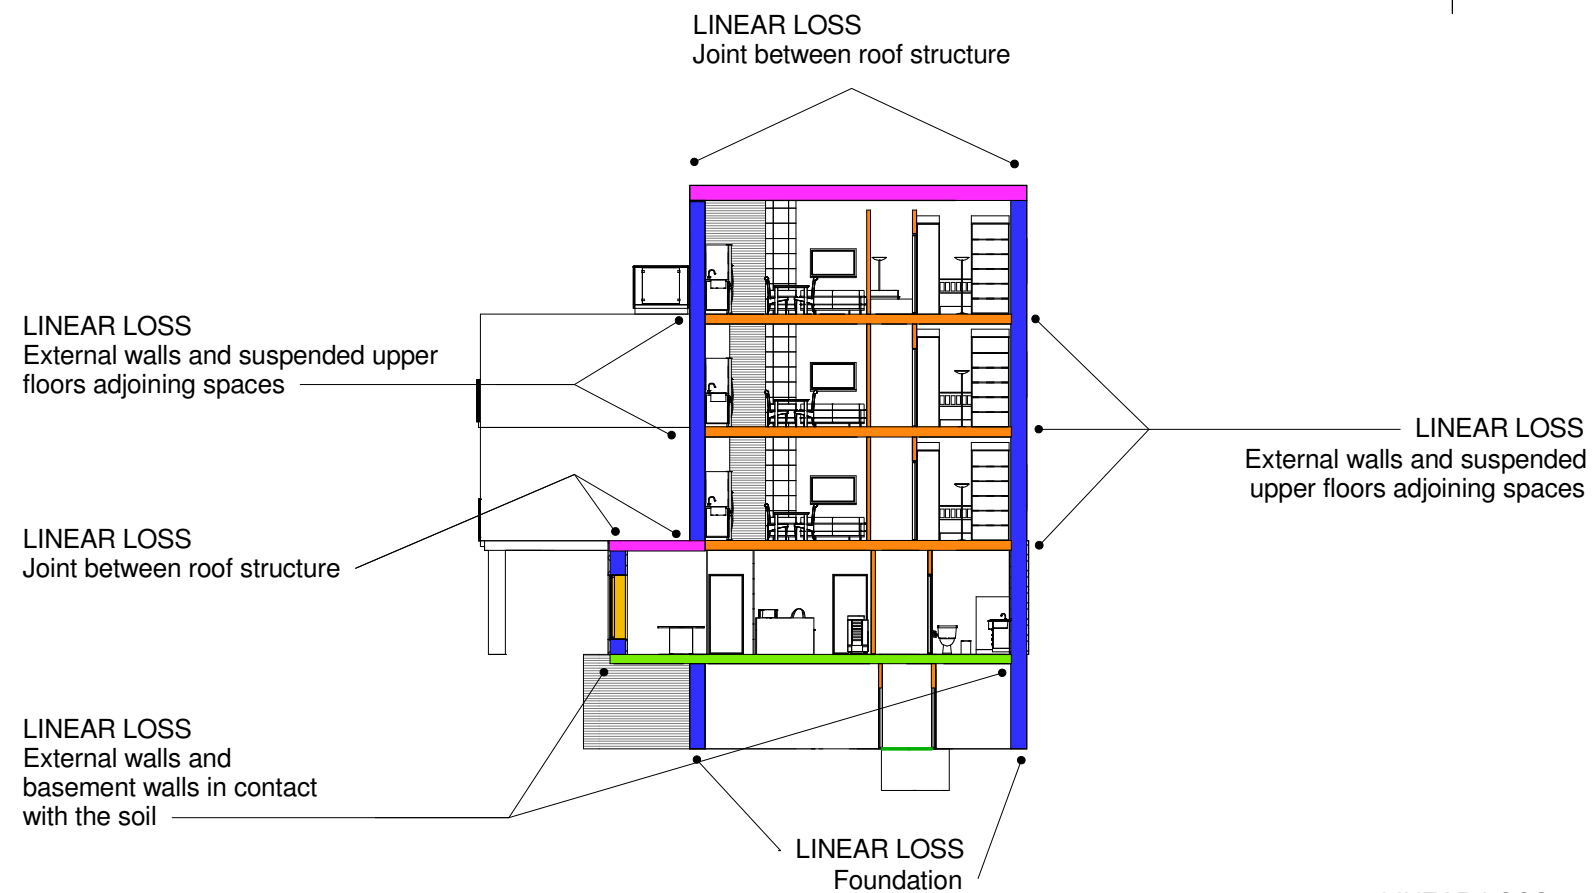 LINEAR LOSS
Joint between roof structure
LINEAR LOSS
External walls and suspended upper
floors adjoining spaces
LINEAR LOSS
External walls and suspended
upper floors adjoining spaces
LINEAR LOSS
Joint between roof structure
LINEAR LOSS
External walls and
basement walls in contact
with the soil
LINEAR LOSS
Foundation